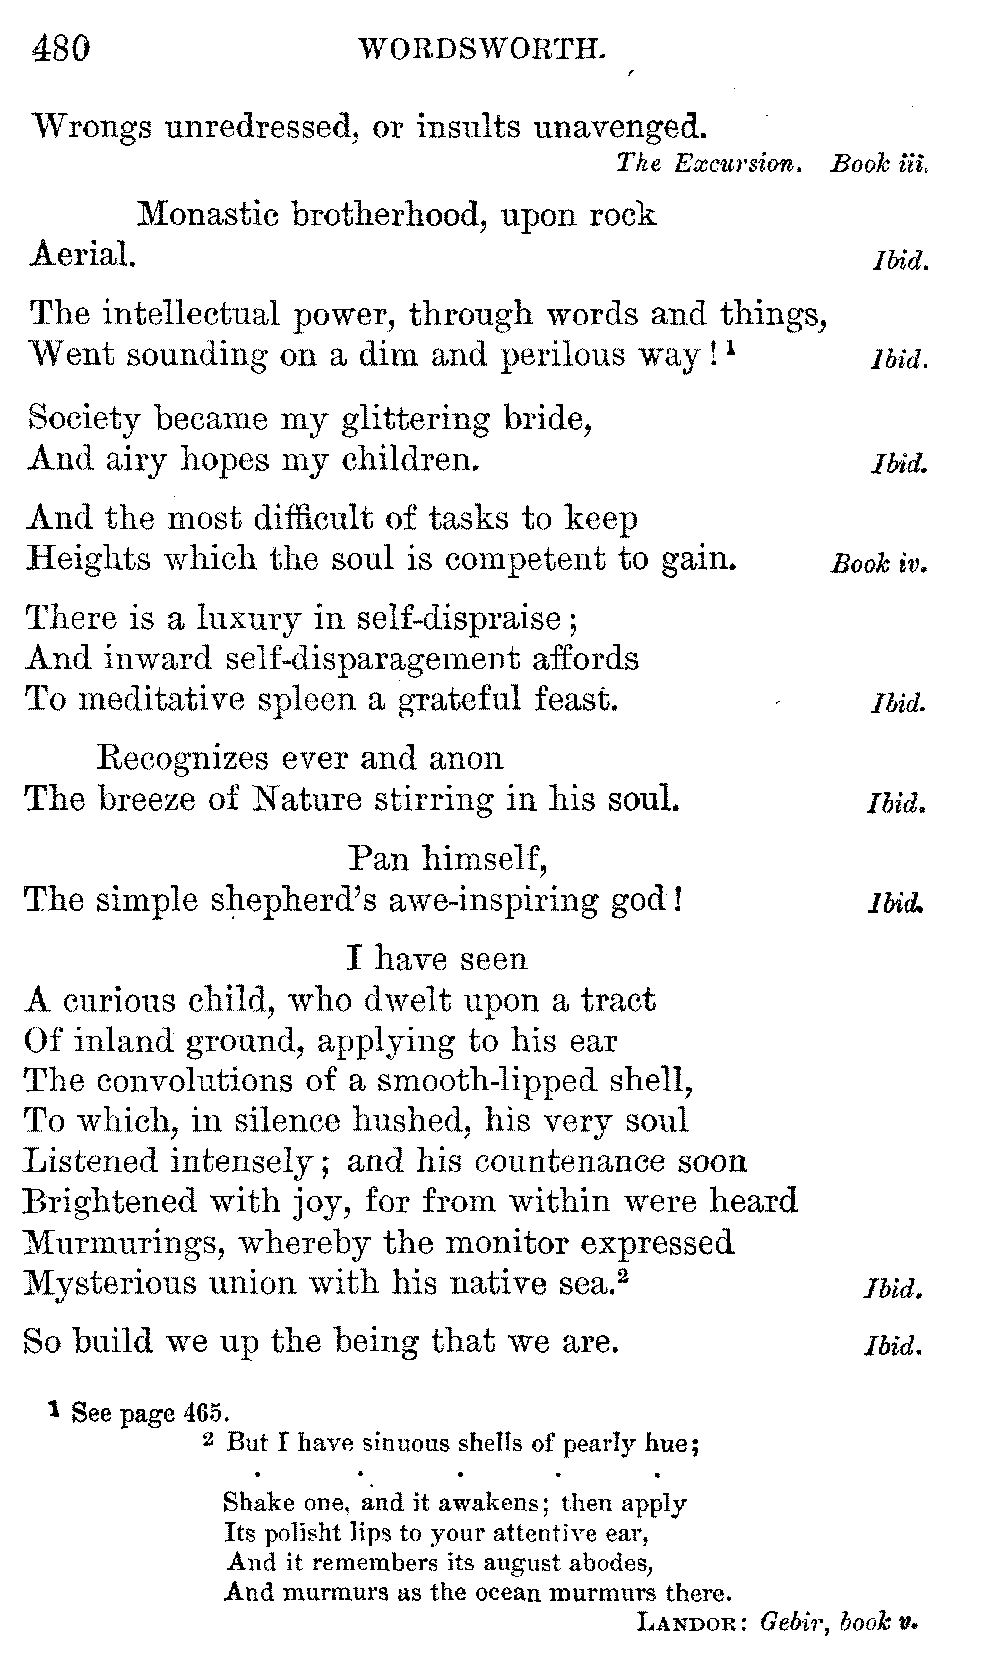 480 WORDSWORTH.
Wrongs unredressed, or insults unavenged.
The Excursion. Book iii.
Monastic brotherhood, upon rock
Aerial. Ibid.
The intellectual power, through words and things,
Went sounding on a dim and perilous way!¹ Ibid.
Society became my glittering bride,
And airy hopes my children. Ibid.
And the most difficult of tasks to keep
Heights which the soul is competent to gain. Book iv.
There is a luxury in self-dispraise;
And inward self-disparagement affords
To meditative spleen a grateful feast. Ibid.
Recognizes ever and anon
The breeze of Nature stirring in his soul. Ibid.
Pan himself,
The simple shepherd's awe-inspiring god! Ibid.
I have seen
A curious child, who dwelt upon a tract
Of inland ground, applying to his ear
The convolutions of a smooth-lipped shell,
To which, in silence hushed, his very soul
Listened intensely; and his countenance soon
Brightened with joy, for from within were heard
Murmurings, whereby the monitor expressed
Mysterious union with his native sea.² Ibid.
So build we up the being that we are. Ibid.
¹ See page 465.
² But I have sinuous shells of pearly hue;
. . . . .
Shake one, and it awakens; then apply
Its polisht lips to your attentive ear,
And it remembers its august abodes,
And murmurs as the ocean murmurs there.
LANDOR: Gebir, book v.